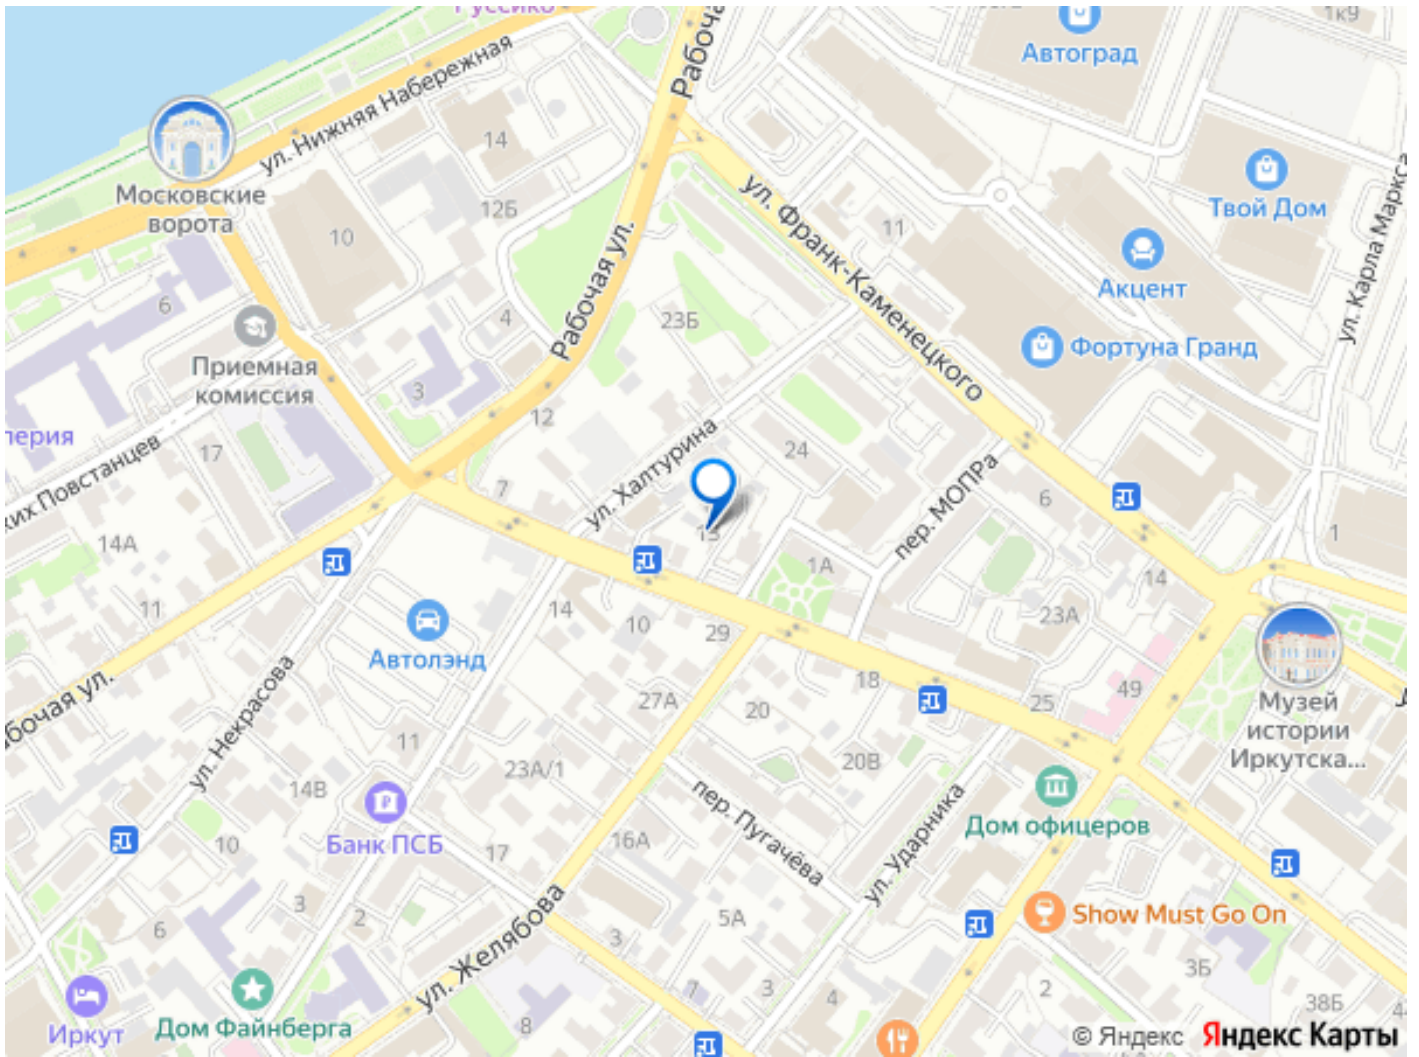 1к9
Автоград
ул. Нижняя Набережная
14
Московские
ворота
12Б
Твой Дом
ул. Франк-Каменецкого
11
10
Рабочая ул.
Акцент
ул. Карла Маркса
6
4
23Б
Фортуна Гранд
Приемная
комиссия
3
12
17
ул. Халтурина
24
7
пер. МОПРа
6
13
1
14А
1А
14
11
14
10
29
23А
Автолэнд
18
49
27А
20
25
Музей
истории
Иркутска...
ул. Некрасова
11
23А/1
20В
14В
пер. Пугачёва
Дом офицеров
Банк ПСБ
10
17
16А
ул. Ударника
3
2
6
5А
Show Must Go On
3
ул. Желябова
3Б
7
3
4
2
38Б
8
Иркут
Дом Файнберга
© Яндекс Яндекс Карты